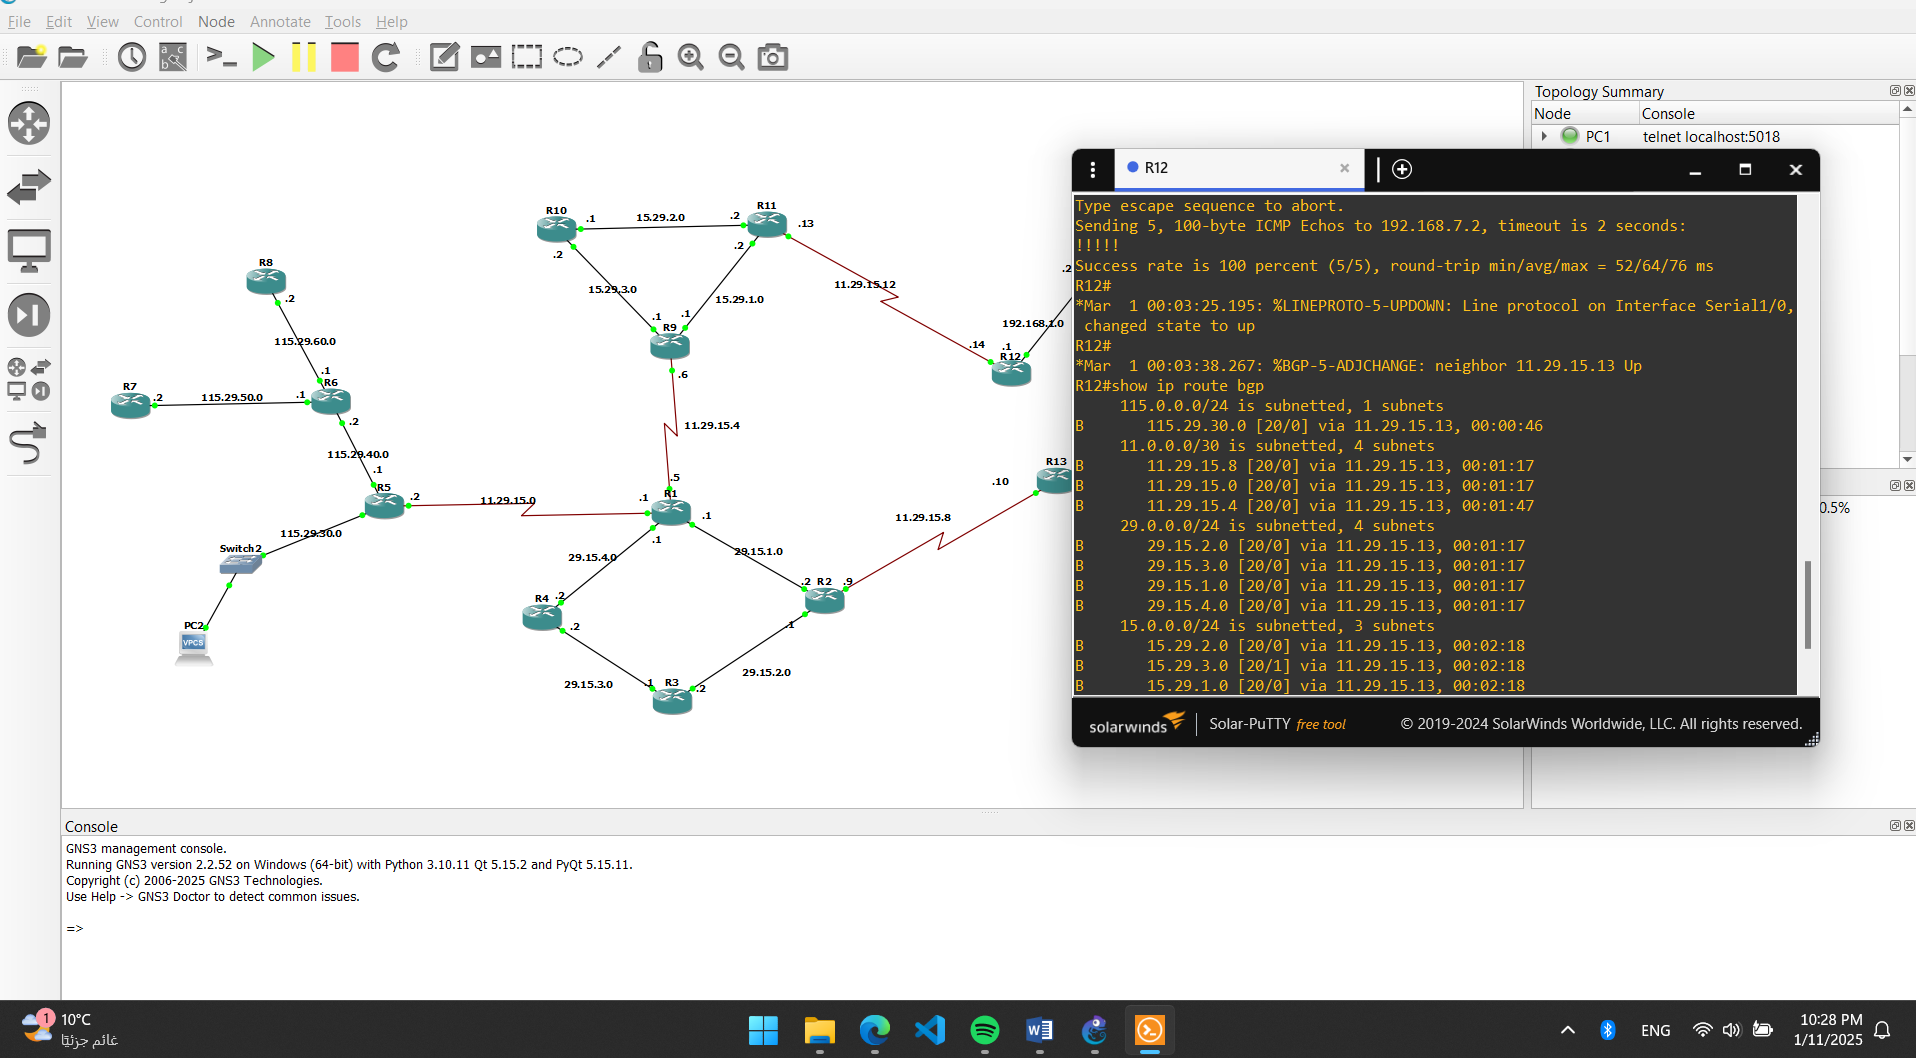 File Edit View Control Node Annotate Tools Help
Topology Summary
Node Console
PC1 telnet localhost:5018
R12
Type escape sequence to abort.
Sending 5, 100-byte ICMP Echos to 192.168.7.2, timeout is 2 seconds:
!!!!!
Success rate is 100 percent (5/5), round-trip min/avg/max = 52/64/76 ms
R12#
*Mar  1 00:03:25.195: %LINEPROTO-5-UPDOWN: Line protocol on Interface Serial1/0,
changed state to up
R12#
*Mar  1 00:03:38.267: %BGP-5-ADJCHANGE: neighbor 11.29.15.13 Up
R12#show ip route bgp
115.0.0.0/24 is subnetted, 1 subnets
B 115.29.30.0 [20/0] via 11.29.15.13, 00:00:46
11.0.0.0/30 is subnetted, 4 subnets
B 11.29.15.8 [20/0] via 11.29.15.13, 00:01:17
B 11.29.15.0 [20/0] via 11.29.15.13, 00:01:17
B 11.29.15.4 [20/0] via 11.29.15.13, 00:01:47
29.0.0.0/24 is subnetted, 4 subnets
B 29.15.2.0 [20/0] via 11.29.15.13, 00:01:17
B 29.15.3.0 [20/0] via 11.29.15.13, 00:01:17
B 29.15.1.0 [20/0] via 11.29.15.13, 00:01:17
B 29.15.4.0 [20/0] via 11.29.15.13, 00:01:17
15.0.0.0/24 is subnetted, 3 subnets
B 15.29.2.0 [20/0] via 11.29.15.13, 00:02:18
B 15.29.3.0 [20/1] via 11.29.15.13, 00:02:18
B 15.29.1.0 [20/0] via 11.29.15.13, 00:02:18
solarwinds Solar-PuTTY free tool © 2019-2024 SolarWinds Worldwide, LLC. All rights reserved.
0.5%
R10 .1 15.29.2.0 .2 R11 .13
.2 .2
R8 .2
.2
15.29.3.0 15.29.1.0 11.29.15.12
.1 .1
R9
192.168.1.0
.14 .1
R12
115.29.60.0
.6
.1
R6
R7 .2 115.29.50.0 .1
.2
11.29.15.4
115.29.40.0
.1
R5 .2 11.29.15.0 .1
.5
R1 .1
.1
R13
.10
11.29.15.8
115.29.30.0
Switch2
29.15.4.0 29.15.1.0
R4 .2 .2 R2 .9
.2 .1
PC2
VPCS
29.15.3.0 29.15.2.0
.1 R3 .2
Console
GNS3 management console.
Running GNS3 version 2.2.52 on Windows (64-bit) with Python 3.10.11 Qt 5.15.2 and PyQt 5.15.11.
Copyright (c) 2006-2025 GNS3 Technologies.
Use Help -> GNS3 Doctor to detect common issues.
=>
1 10°C
غائم جزئيًا
ENG
10:28 PM
1/11/2025